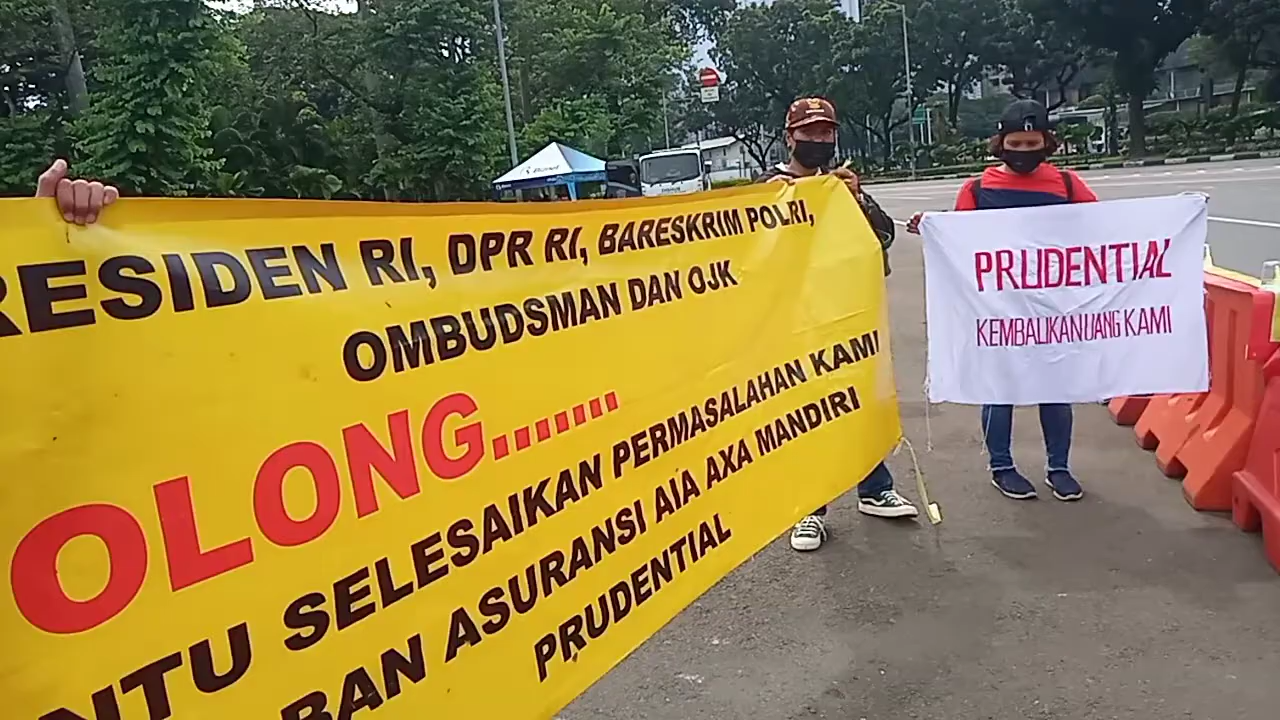 RESIDEN RI, DPR RI, BARESKRIM POLRI,
OMBUDSMAN DAN OJK
OLONG.......
NTU SELESAIKAN PERMASALAHAN KAMI
BAN ASURANSI AIA AXA MANDIRI
PRUDENTIAL
PRUDENTIAL
KEMBALIKAN UANG KAMI